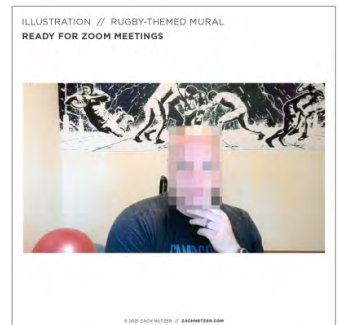 ILLUSTRATION // RUGBY-THEMED MURAL
READY FOR ZOOM MEETINGS
© 2021 ZACH METZER // ZACHMETZER.COM